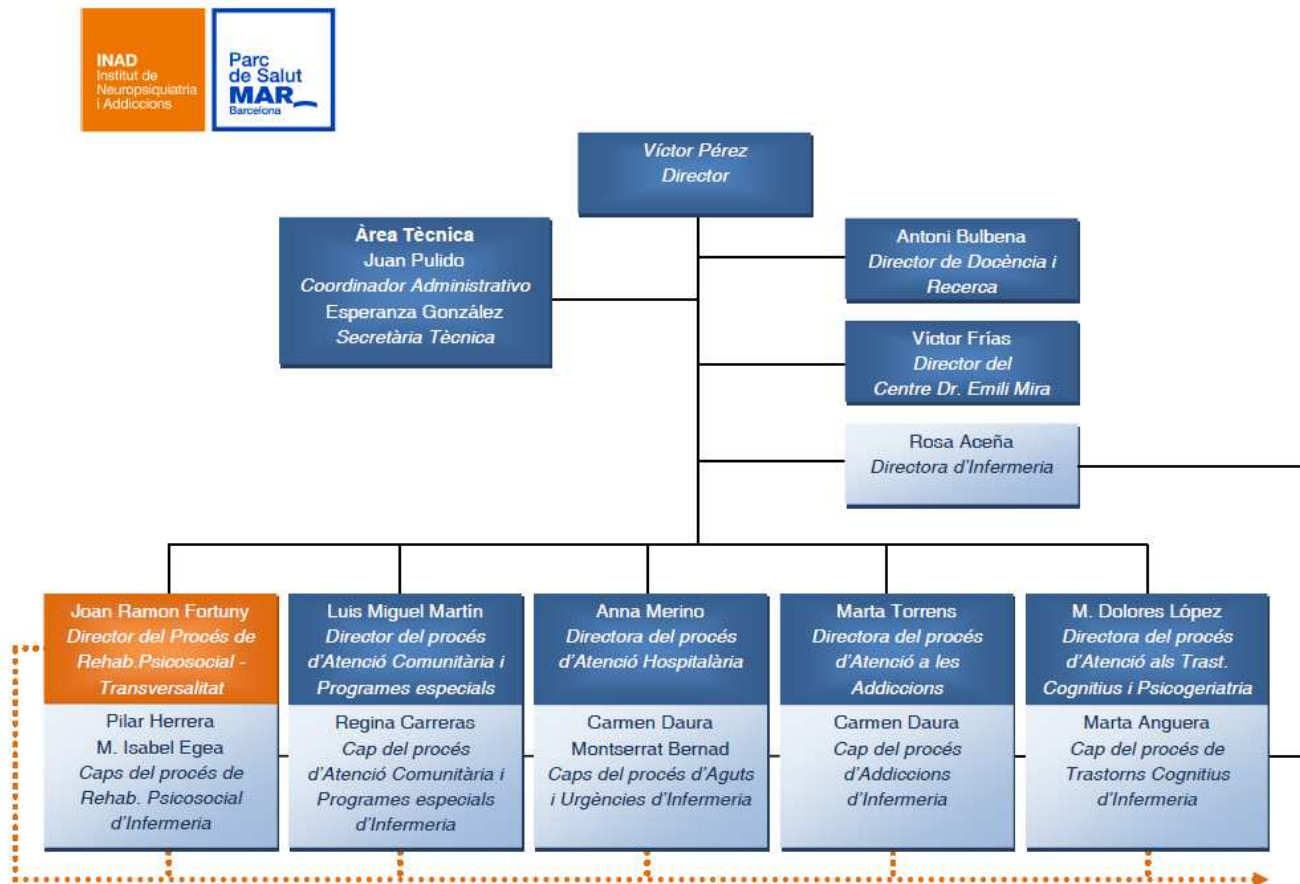 INAD
Institut de
Neuropsiquiatria
i Addiccions
Parc
de Salut
MAR
Barcelona
Víctor Pérez
Director
Àrea Tècnica
Juan Pulido
Coordinador Administrativo
Esperanza González
Secretària Tècnica
Antoni Bulbena
Director de Docència i
Recerca
Víctor Frías
Director del
Centre Dr. Emili Mira
Rosa Aceña
Directora d'Infermeria
Joan Ramon Fortuny
Director del Procés de
Rehab.Psicosocial -
Transversalitat
Pilar Herrera
M. Isabel Egea
Caps del procés de
Rehab. Psicosocial
d'Infermeria
Luis Miguel Martín
Director del procés
d'Atenció Comunitària i
Programes especials
Regina Carreras
Cap del procés
d'Atenció Comunitària i
Programes especials
d'Infermeria
Anna Merino
Directora del procés
d'Atenció Hospitalària
Carmen Daura
Montserrat Bernad
Caps del procés d'Aguts
i Urgències d'Infermeria
Marta Torrens
Directora del procés
d'Atenció a les
Addiccions
Carmen Daura
Cap del procés
d'Addiccions
d'Infermeria
M. Dolores López
Directora del procés
d'Atenció als Trast.
Cognitius i Psicogeriatria
Marta Anguera
Cap del procés de
Trastorns Cognitius
d'Infermeria